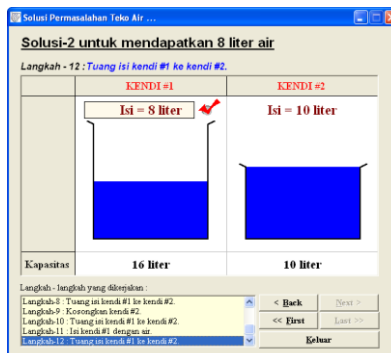 Solusi Permasalahan Teko Air ...
Solusi-2 untuk mendapatkan 8 liter air
Langkah - 12 : Tuang isi kendi #1 ke kendi #2.
KENDI #1 KENDI #2
Isi = 8 liter Isi = 10 liter
Kapasitas 16 liter 10 liter
Langkah - langkah yang dikerjakan :
Langkah-8 : Tuang isi kendi #1 ke kendi #2.
Langkah-9 : Kosongkan kendi #2.
Langkah-10 : Tuang isi kendi #1 ke kendi #2.
Langkah-11 : Isi kendi #1 dengan air.
Langkah-12 : Tuang isi kendi #1 ke kendi #2.
< Back Next >
<< First Last >>
Keluar